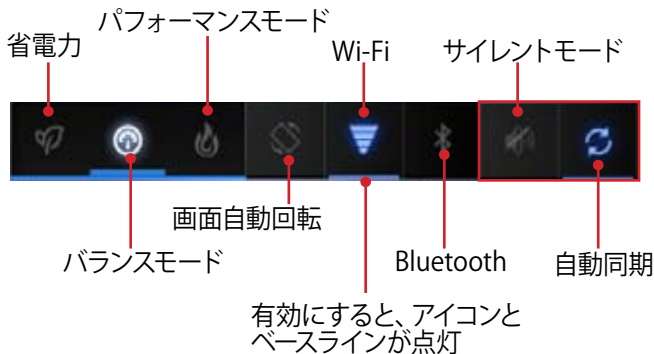 パフォーマンスモード
省電力
Wi-Fi
サイレントモード
画面自動回転
バランスモード
Bluetooth
自動同期
有効にすると、アイコンと
ベースラインが点灯